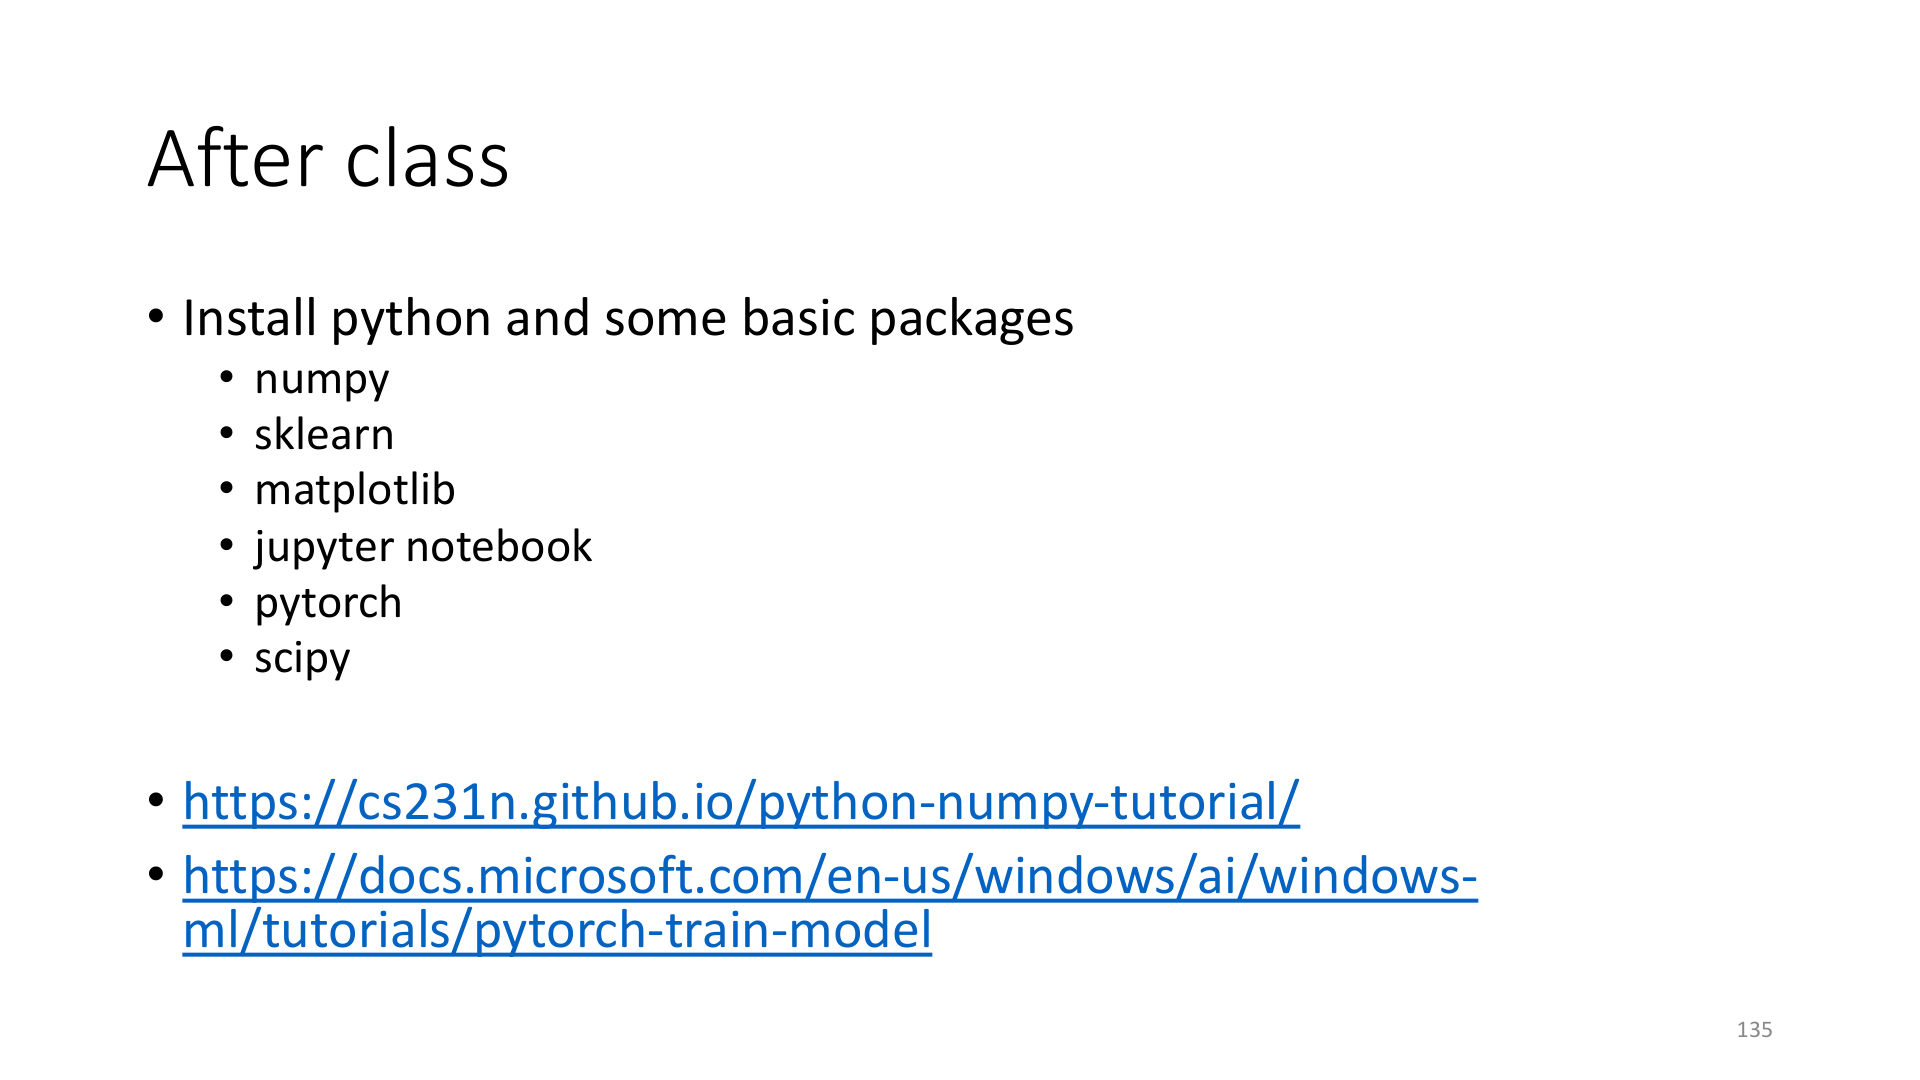 After class
• Install python and some basic packages
• numpy
• sklearn
• matplotlib
• jupyter notebook
• pytorch
• scipy
• https://cs231n.github.io/python-numpy-tutorial/
• https://docs.microsoft.com/en-us/windows/ai/windows-
ml/tutorials/pytorch-train-model
135